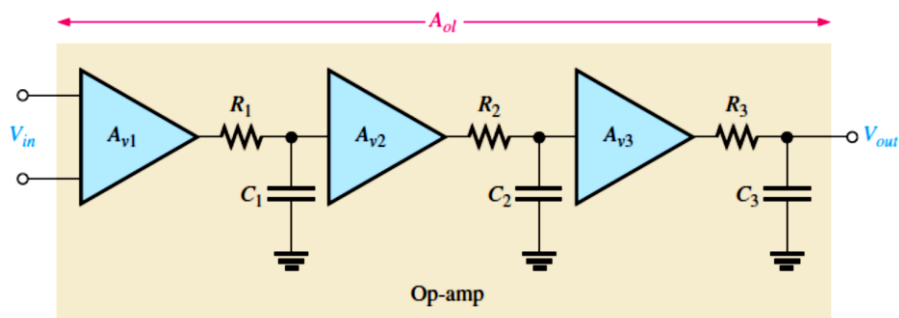 A_ol
V_in
A_v1
R_1
C_1
A_v2
R_2
C_2
A_v3
R_3
C_3
V_out
Op-amp